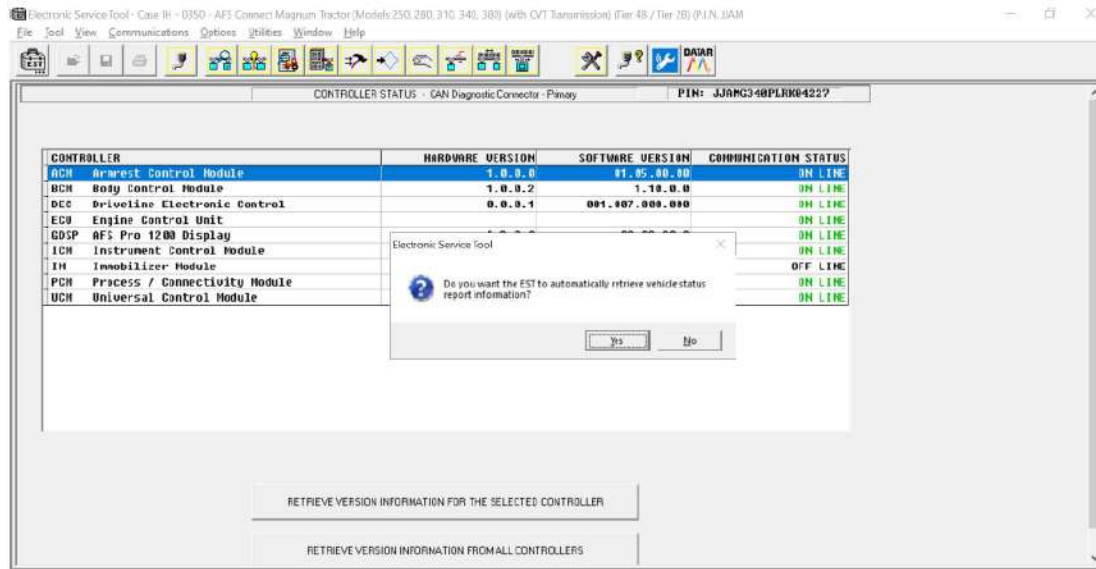 Electronic Service Tool - Case IH - 0350 - AFS Connect Magnum Tractor (Models 250, 280, 310, 340, 380) (with CVT Transmission) (Tier 4B / Tier 2B) (P.I.N. JJAM
File Tool View Communications Options Utilities Window Help
EST
DATAR
CONTROLLER STATUS - CAN Diagnostic Connector - Primary PIN: JJAMG340PLRK04227
CONTROLLER HARDWARE VERSION SOFTWARE VERSION COMMUNICATION STATUS
ACM Armrest Control Module 1.0.0.0 01.05.00.00 ON LINE
BCM Body Control Module 1.0.0.2 1.10.0.0 ON LINE
DEC Driveline Electronic Control 0.0.0.1 001.007.000.000 ON LINE
ECU Engine Control Unit ON LINE
GDSP AFS Pro 1200 Display ON LINE
ICM Instrument Control Module ON LINE
IM Immobilizer Module OFF LINE
PCM Process / Connectivity Module ON LINE
UCM Universal Control Module ON LINE
Electronic Service Tool
Do you want the EST to automatically retrieve vehicle status
report information?
Yes No
RETRIEVE VERSION INFORMATION FOR THE SELECTED CONTROLLER
RETRIEVE VERSION INFORMATION FROM ALL CONTROLLERS